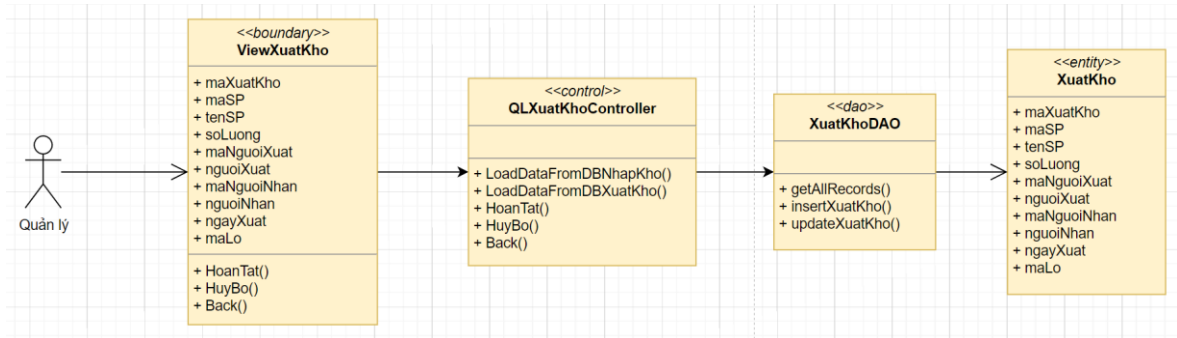 <<boundary>>
ViewXuatKho
+ maXuatKho
+ maSP
+ tenSP
+ soLuong
+ maNguoiXuat
+ nguoiXuat
+ maNguoiNhan
+ nguoiNhan
+ ngayXuat
+ maLo
+ HoanTat()
+ HuyBo()
+ Back()
Quản lý
<<control>>
QLXuatKhoController
+ LoadDataFromDBNhapKho()
+ LoadDataFromDBXuatKho()
+ HoanTat()
+ HuyBo()
+ Back()
<<dao>>
XuatKhoDAO
+ getAllRecords()
+ insertXuatKho()
+ updateXuatKho()
<<entity>>
XuatKho
+ maXuatKho
+ maSP
+ tenSP
+ soLuong
+ maNguoiXuat
+ nguoiXuat
+ maNguoiNhan
+ nguoiNhan
+ ngayXuat
+ maLo